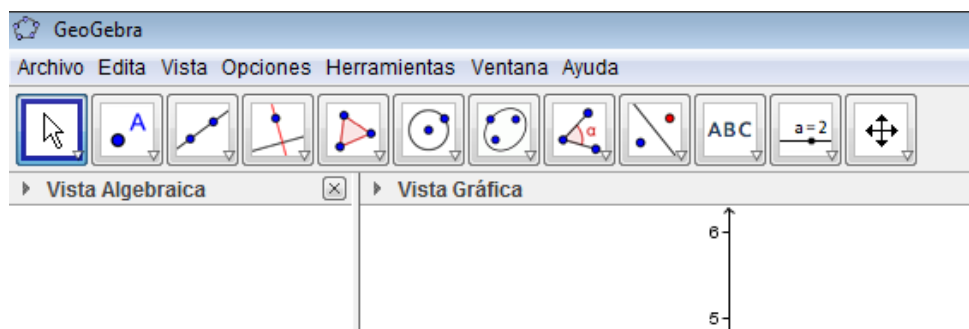 GeoGebra
Archivo Edita Vista Opciones Herramientas Ventana Ayuda
A α ABC a=2
Vista Algebraica Vista Gráfica
6
5